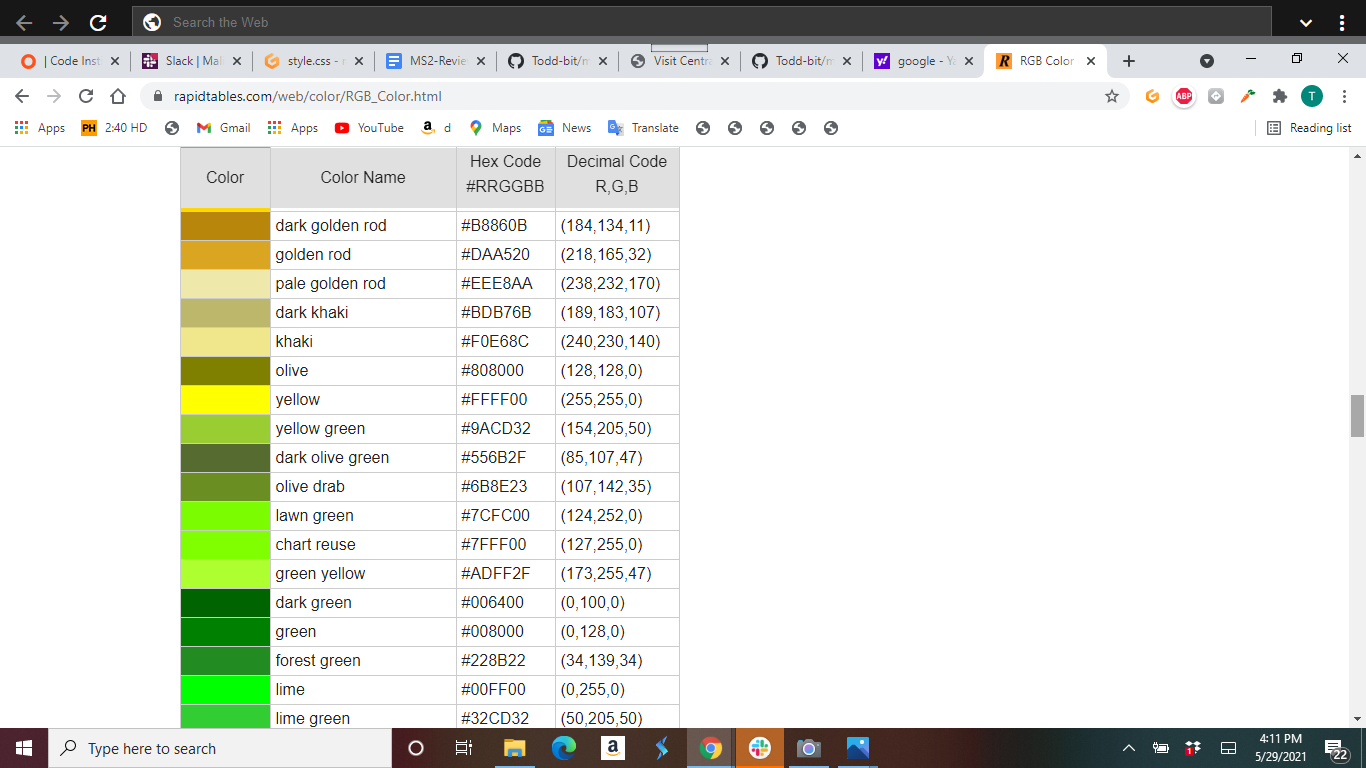 Search the Web
| Code Inst
Slack | Mai
style.css -
MS2-Revie
Todd-bit/m
Visit Centra
Todd-bit/m
google - Ya
RGB Color
rapidtables.com/web/color/RGB_Color.html
ABP
T
Apps
PH 2:40 HD
Gmail
Apps
YouTube
a d
Maps
News
Translate
Reading list
Color Color Name Hex Code #RRGGBB Decimal Code R,G,B
dark golden rod #B8860B (184,134,11)
golden rod #DAA520 (218,165,32)
pale golden rod #EEE8AA (238,232,170)
dark khaki #BDB76B (189,183,107)
khaki #F0E68C (240,230,140)
olive #808000 (128,128,0)
yellow #FFFF00 (255,255,0)
yellow green #9ACD32 (154,205,50)
dark olive green #556B2F (85,107,47)
olive drab #6B8E23 (107,142,35)
lawn green #7CFC00 (124,252,0)
chart reuse #7FFF00 (127,255,0)
green yellow #ADFF2F (173,255,47)
dark green #006400 (0,100,0)
green #008000 (0,128,0)
forest green #228B22 (34,139,34)
lime #00FF00 (0,255,0)
lime green #32CD32 (50,205,50)
Type here to search
4:11 PM
5/29/2021
22